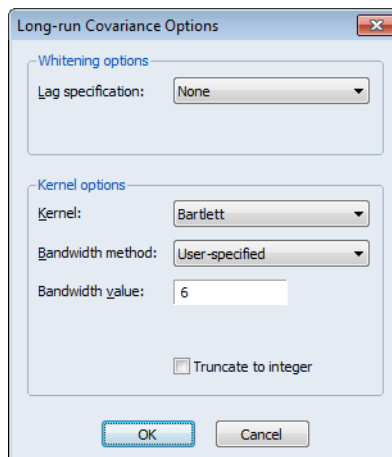 Long-run Covariance Options
Whitening options
Lag specification: None
Kernel options
Kernel: Bartlett
Bandwidth method: User-specified
Bandwidth value: 6
Truncate to integer
OK Cancel